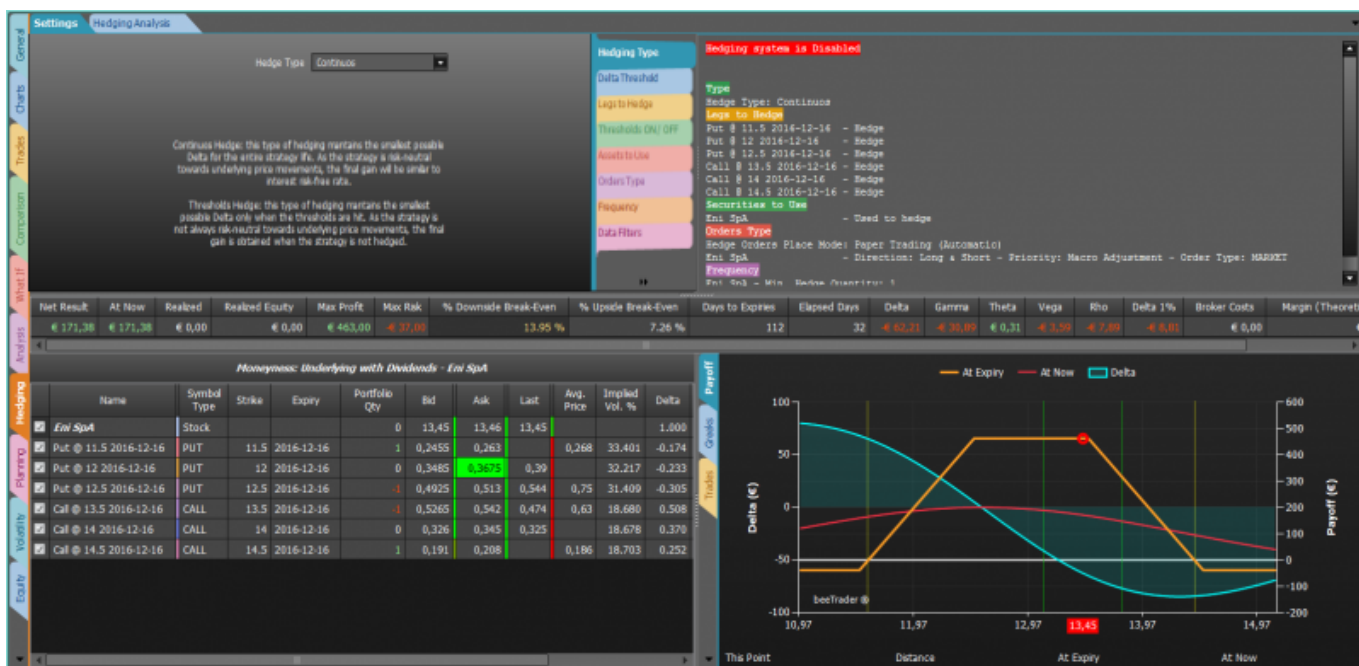 Settings
Hedging Analysis
General
Charts
Trades
Comparison
What If
Analysis
Hedging
Planning
Volatility
Equity
Hedge Type Continuos
Continuos Hedge: this type of hedging mantains the smallest possible
Delta for the entire strategy life. As the strategy is risk-neutral
towards underlying price movements, the final gain will be similar to
interest risk-free rate.
Thresholds Hedge: this type of hedging mantains the smallest
possible Delta only when the thresholds are hit. As the strategy is
not always risk-neutral towards underlying price movements, the final
gain is obtained when the strategy is not hedged.
Hedging Type
Delta Threshold
Legs to Hedge
Thresholds ON/ OFF
Assets to Use
Orders Type
Frequency
Data Filters
Hedging system is Disabled
Type
Hedge Type: Continuos
Legs to Hedge
Put @ 11.5 2016-12-16 - Hedge
Put @ 12 2016-12-16 - Hedge
Put @ 12.5 2016-12-16 - Hedge
Call @ 13.5 2016-12-16 - Hedge
Call @ 14 2016-12-16 - Hedge
Call @ 14.5 2016-12-16 - Hedge
Securities to Use
Eni SpA - Used to hedge
Orders Type
Hedge Orders Place Mode: Paper Trading (Automatic)
Eni SpA - Direction: Long & Short - Priority: Macro Adjustment - Order Type: MARKET
Frequency
Eni SpA - Min. Hedge Quantity: 1
Net Result At Now Realized Realized Equity Max Profit Max Risk % Downside Break-Even % Upside Break-Even Days to Expiries Elapsed Days Delta Gamma Theta Vega Rho Delta 1% Broker Costs Margin (Theoreti
€ 171,38 € 171,38 € 0,00 € 0,00 € 463,00 -€ 37,00 13.95 % 7.26 % 112 32 -€ 62,21 -€ 30,89 € 0,31 -€ 3,59 -€ 7,89 -€ 8,81 € 0,00
Moneyness: Underlying with Dividends - Eni SpA
Name Symbol Type Strike Expiry Portfolio Qty Bid Ask Last Avg. Price Implied Vol. % Delta
Eni SpA Stock 0 13,45 13,46 13,45 1.000
Put @ 11.5 2016-12-16 PUT 11.5 2016-12-16 1 0,2455 0,263 0,268 33.401 -0.174
Put @ 12 2016-12-16 PUT 12 2016-12-16 0 0,3485 0,3675 0,39 32.217 -0.233
Put @ 12.5 2016-12-16 PUT 12.5 2016-12-16 -1 0,4925 0,513 0,544 0,75 31.409 -0.305
Call @ 13.5 2016-12-16 CALL 13.5 2016-12-16 -1 0,5265 0,542 0,474 0,63 18.680 0.508
Call @ 14 2016-12-16 CALL 14 2016-12-16 0 0,326 0,345 0,325 18.678 0.370
Call @ 14.5 2016-12-16 CALL 14.5 2016-12-16 1 0,191 0,208 0,186 18.703 0.252
Payoff
Greeks
Trades
At Expiry At Now Delta
Delta (€)
100
50
0
-50
-100
Payoff (€)
600
500
400
300
200
100
0
-100
-200
beeTrader ®
10,97 11,97 12,97 13,45 13,97 14,97
This Point Distance At Expiry At Now